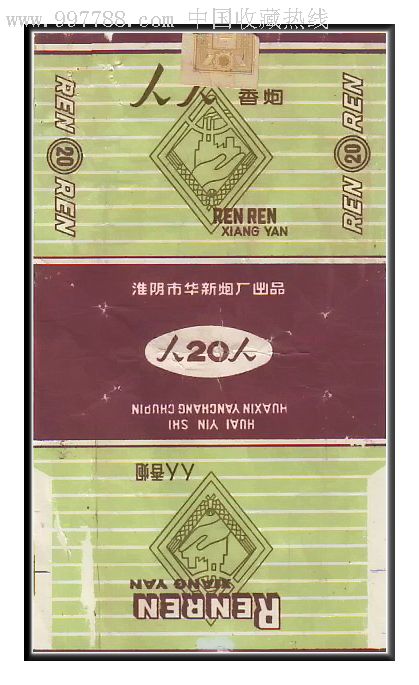 www.997788.com 中国收藏热线
人人 香烟
REN 20 REN
REN 20 REN
REN REN
XIANG YAN
淮阴市华新烟厂出品
人20人
HUAI YIN SHI
HUAXIN YANCHANG CHUPIN
RENREN
XIANG YAN
人人香烟